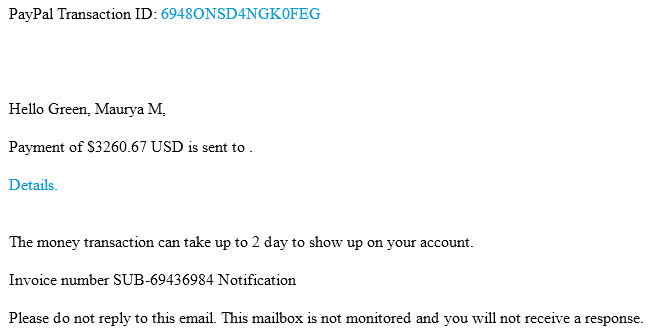 PayPal Transaction ID: 6948ONSD4NGK0FEG
Hello Green, Maurya M,
Payment of $3260.67 USD is sent to .
Details.
The money transaction can take up to 2 day to show up on your account.
Invoice number SUB-69436984 Notification
Please do not reply to this email. This mailbox is not monitored and you will not receive a response.